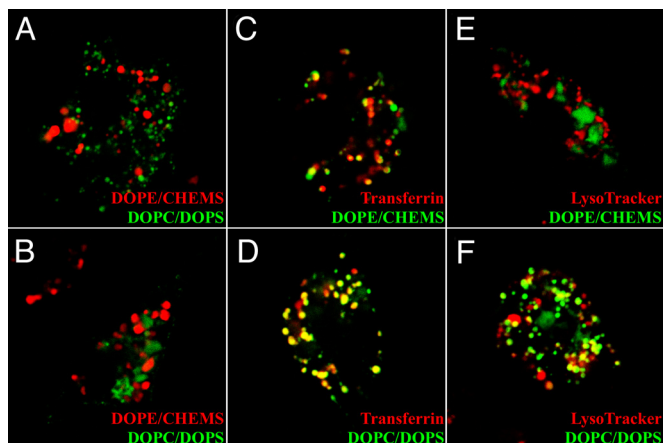 A
DOPE/CHEMS
DOPC/DOPS
C
Transferrin
DOPE/CHEMS
E
LysoTracker
DOPE/CHEMS
B
DOPE/CHEMS
DOPC/DOPS
D
Transferrin
DOPC/DOPS
F
LysoTracker
DOPC/DOPS